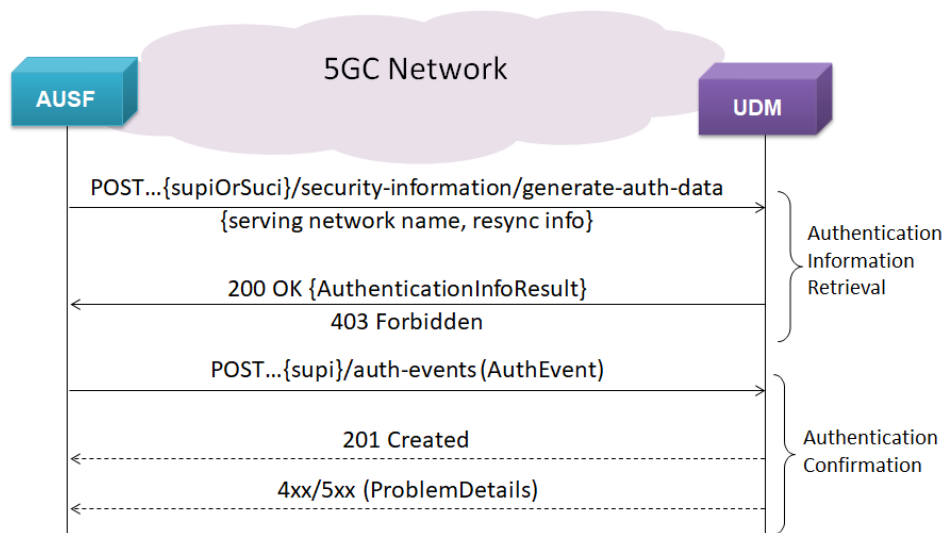 5GC Network
AUSF
UDM
POST...{supiOrSuci}/security-information/generate-auth-data
{serving network name, resync info}
Authentication
Information
Retrieval
200 OK {AuthenticationInfoResult}
403 Forbidden
POST...{supi}/auth-events(AuthEvent)
201 Created
Authentication
Confirmation
4xx/5xx (ProblemDetails)